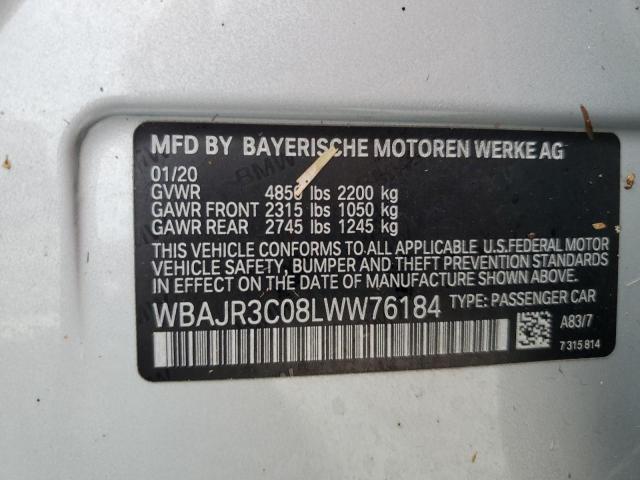 MFD BY BAYERISCHE MOTOREN WERKE AG
01/20
GVWR 4850 lbs 2200 kg
GAWR FRONT 2315 lbs 1050 kg
GAWR REAR 2745 lbs 1245 kg
THIS VEHICLE CONFORMS TO ALL APPLICABLE U.S.FEDERAL MOTOR
VEHICLE SAFETY, BUMPER AND THEFT PREVENTION STANDARDS
IN EFFECT ON THE DATE OF MANUFACTURE SHOWN ABOVE.
WBAJR3C08LWW76184 TYPE: PASSENGER CAR
A83/7
7 315 814